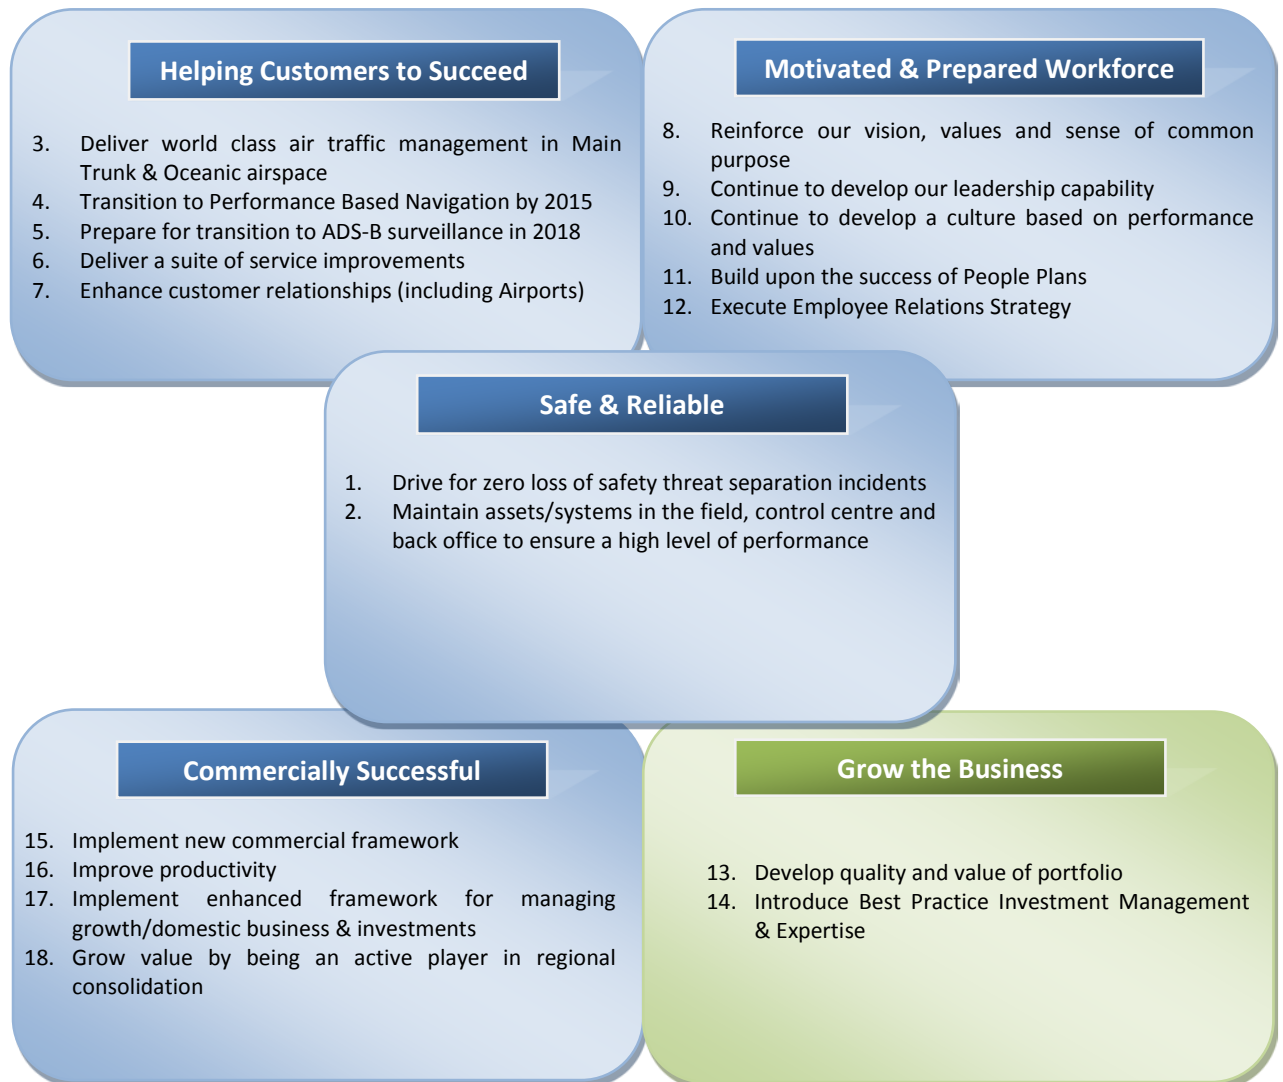 Helping Customers to Succeed
3. Deliver world class air traffic management in Main
Trunk & Oceanic airspace
4. Transition to Performance Based Navigation by 2015
5. Prepare for transition to ADS-B surveillance in 2018
6. Deliver a suite of service improvements
7. Enhance customer relationships (including Airports)
Motivated & Prepared Workforce
8. Reinforce our vision, values and sense of common
purpose
9. Continue to develop our leadership capability
10. Continue to develop a culture based on performance
and values
11. Build upon the success of People Plans
12. Execute Employee Relations Strategy
Safe & Reliable
1. Drive for zero loss of safety threat separation incidents
2. Maintain assets/systems in the field, control centre and
back office to ensure a high level of performance
Commercially Successful
15. Implement new commercial framework
16. Improve productivity
17. Implement enhanced framework for managing
growth/domestic business & investments
18. Grow value by being an active player in regional
consolidation
Grow the Business
13. Develop quality and value of portfolio
14. Introduce Best Practice Investment Management
& Expertise